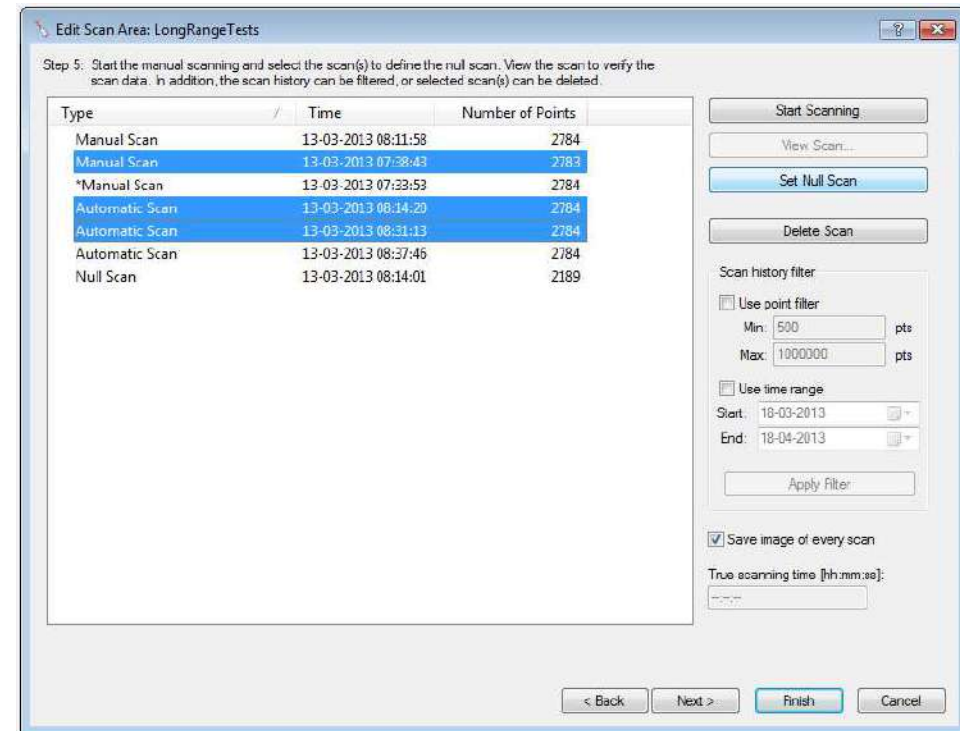 Edit Scan Area: LongRangeTests
Step 5: Start the manual scanning and select the scan(s) to define the null scan. View the scan to verify the
scan data. In addition, the scan history can be filtered, or selected scan(s) can be deleted.
Type / Time Number of Points
Manual Scan 13-03-2013 08:11:58 2784
Manual Scan 13-03-2013 07:38:43 2783
*Manual Scan 13-03-2013 07:33:53 2784
Automatic Scan 13-03-2013 08:14:20 2784
Automatic Scan 13-03-2013 08:31:13 2784
Automatic Scan 13-03-2013 08:37:46 2784
Null Scan 13-03-2013 08:14:01 2189
Start Scanning
View Scan...
Set Null Scan
Delete Scan
Scan history filter
Use point filter
Min: 500 pts
Max: 1000000 pts
Use time range
Start: 18-03-2013
End: 18-04-2013
Apply Filter
Save image of every scan
True scanning time [hh:mm:ss]:
--:--:--
< Back Next > Finish Cancel